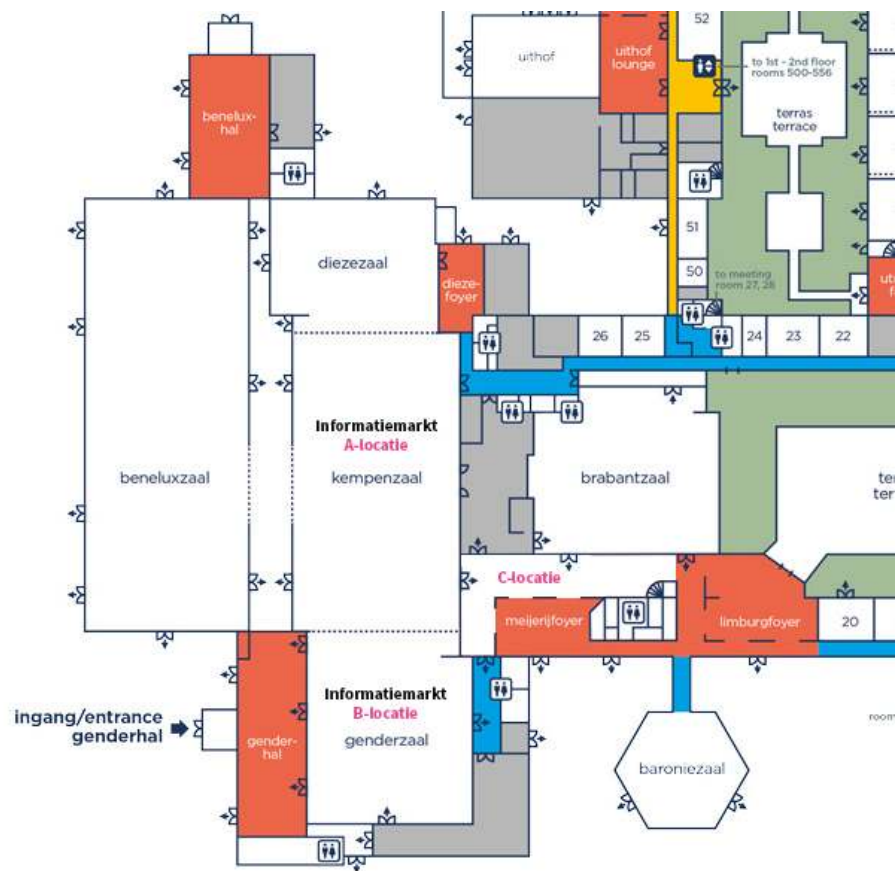 52
uithof
uithof
lounge
to 1st - 2nd floor
rooms 500-556
benelux-
hal
terras
terrace
51
diezezaal
dieze-
foyer
50
to meeting
room 27, 28
26
25
24
23
22
Informatiemarkt
A-locatie
beneluxzaal
kempenzaal
brabantzaal
C-locatie
meijerijfoyer
limburgfoyer
20
Informatiemarkt
B-locatie
ingang/entrance
genderhal
gender-
hal
genderzaal
baroniezaal
room